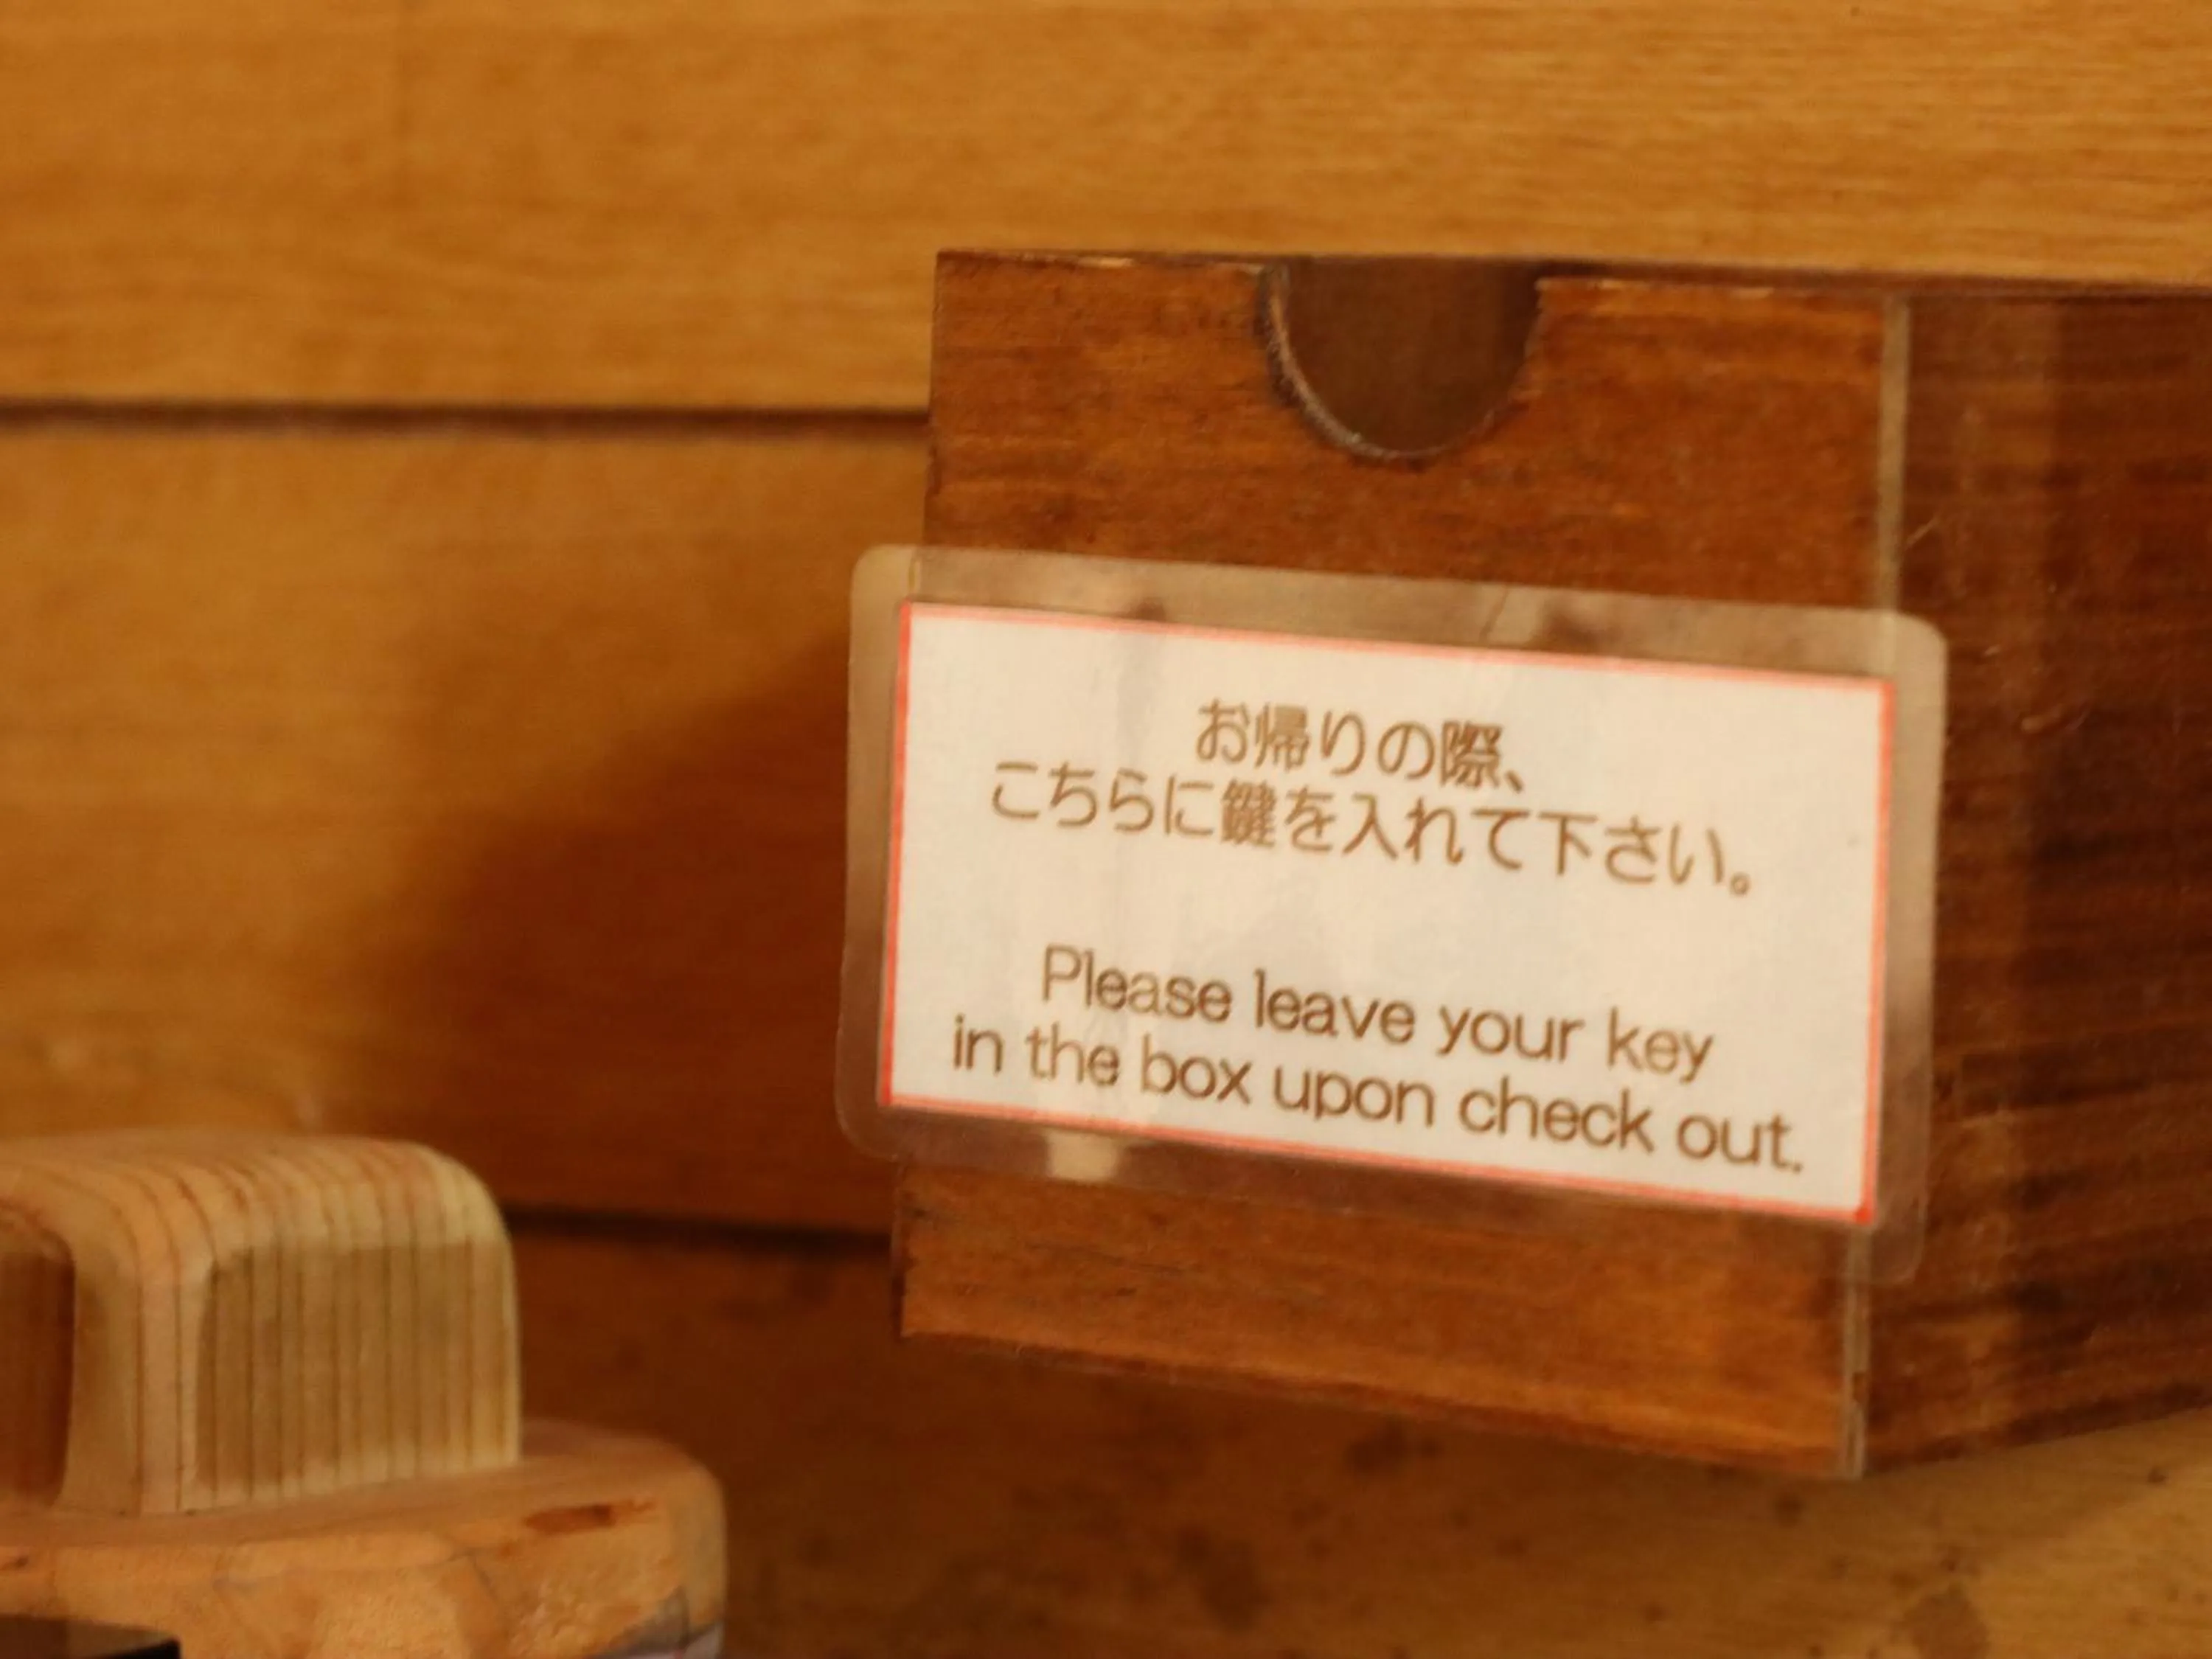 お帰りの際、
こちらに鍵を入れて下さい。
Please leave your key
in the box upon check out.